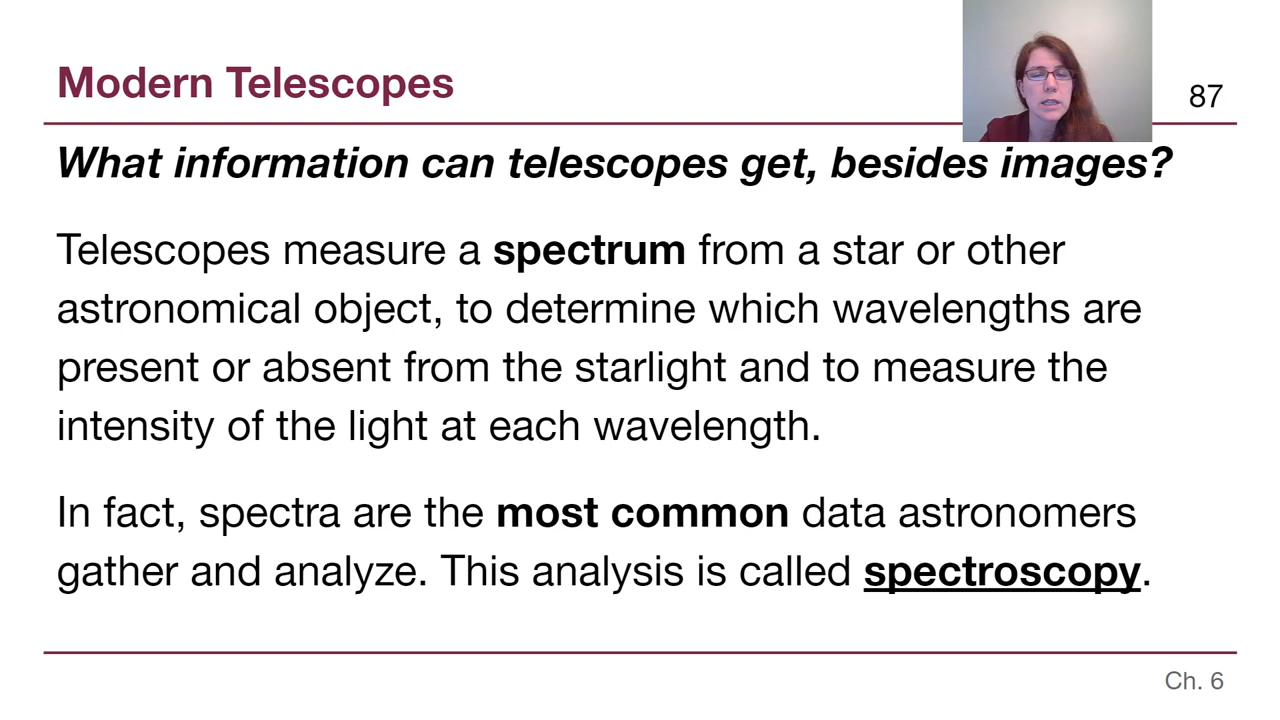 Modern Telescopes
87
What information can telescopes get, besides images?
Telescopes measure a spectrum from a star or other
astronomical object, to determine which wavelengths are
present or absent from the starlight and to measure the
intensity of the light at each wavelength.
In fact, spectra are the most common data astronomers
gather and analyze. This analysis is called spectroscopy.
Ch. 6